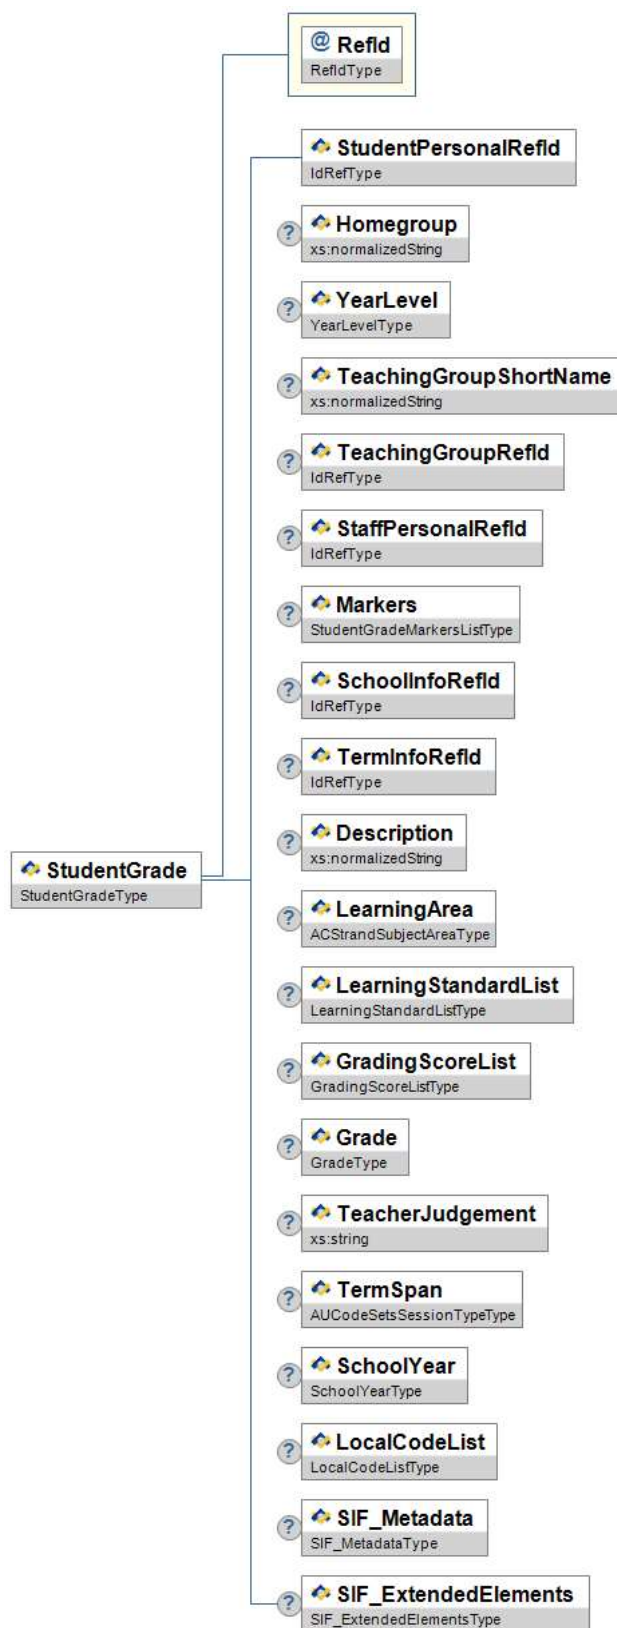 @ RefId
RefIdType
StudentPersonalRefId
IdRefType
? Homegroup
xs:normalizedString
? YearLevel
YearLevelType
? TeachingGroupShortName
xs:normalizedString
? TeachingGroupRefId
IdRefType
? StaffPersonalRefId
IdRefType
? Markers
StudentGradeMarkersListType
? SchoolInfoRefId
IdRefType
? TermInfoRefId
IdRefType
? Description
xs:normalizedString
StudentGrade
StudentGradeType
? LearningArea
ACStrandSubjectAreaType
? LearningStandardList
LearningStandardListType
? GradingScoreList
GradingScoreListType
? Grade
GradeType
? TeacherJudgement
xs:string
? TermSpan
AUCodeSetsSessionTypeType
? SchoolYear
SchoolYearType
? LocalCodeList
LocalCodeListType
? SIF_Metadata
SIF_MetadataType
? SIF_ExtendedElements
SIF_ExtendedElementsType